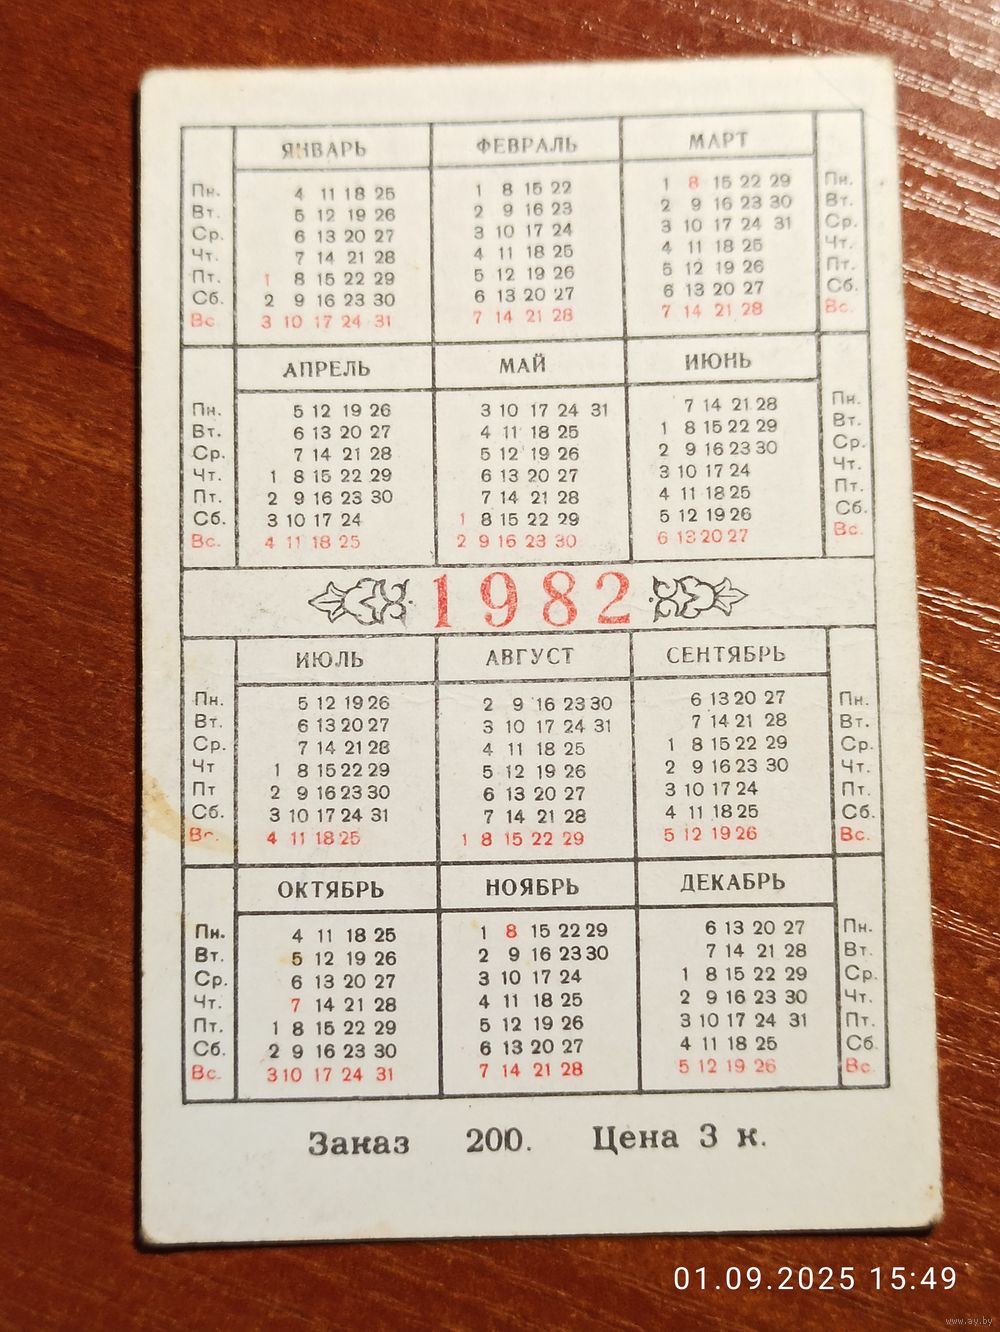 ЯНВАРЬ ФЕВРАЛЬ МАРТ
Пн. 4 11 18 25 1 8 15 22 1 8 15 22 29 Пн.
Вт. 5 12 19 26 2 9 16 23 2 9 16 23 30 Вт.
Ср. 6 13 20 27 3 10 17 24 3 10 17 24 31 Ср.
Чт. 7 14 21 28 4 11 18 25 4 11 18 25 Чт.
Пт. 1 8 15 22 29 5 12 19 26 5 12 19 26 Пт.
Сб. 2 9 16 23 30 6 13 20 27 6 13 20 27 Сб.
Вс. 3 10 17 24 31 7 14 21 28 7 14 21 28 Вс.
АПРЕЛЬ МАЙ ИЮНЬ
Пн. 5 12 19 26 3 10 17 24 31 7 14 21 28 Пн.
Вт. 6 13 20 27 4 11 18 25 1 8 15 22 29 Вт.
Ср. 7 14 21 28 5 12 19 26 2 9 16 23 30 Ср.
Чт. 1 8 15 22 29 6 13 20 27 3 10 17 24 Чт.
Пт. 2 9 16 23 30 7 14 21 28 4 11 18 25 Пт.
Сб. 3 10 17 24 1 8 15 22 29 5 12 19 26 Сб.
Вс. 4 11 18 25 2 9 16 23 30 6 13 20 27 Вс.
1982
ИЮЛЬ АВГУСТ СЕНТЯБРЬ
Пн. 5 12 19 26 2 9 16 23 30 6 13 20 27 Пн.
Вт. 6 13 20 27 3 10 17 24 31 7 14 21 28 Вт.
Ср. 7 14 21 28 4 11 18 25 1 8 15 22 29 Ср.
Чт 1 8 15 22 29 5 12 19 26 2 9 16 23 30 Чт.
Пт 2 9 16 23 30 6 13 20 27 3 10 17 24 Пт.
Сб. 3 10 17 24 31 7 14 21 28 4 11 18 25 Сб.
Вс. 4 11 18 25 1 8 15 22 29 5 12 19 26 Вс.
ОКТЯБРЬ НОЯБРЬ ДЕКАБРЬ
Пн. 4 11 18 25 1 8 15 22 29 6 13 20 27 Пн.
Вт. 5 12 19 26 2 9 16 23 30 7 14 21 28 Вт.
Ср. 6 13 20 27 3 10 17 24 1 8 15 22 29 Ср.
Чт. 7 14 21 28 4 11 18 25 2 9 16 23 30 Чт.
Пт. 1 8 15 22 29 5 12 19 26 3 10 17 24 31 Пт.
Сб. 2 9 16 23 30 6 13 20 27 4 11 18 25 Сб.
Вс. 3 10 17 24 31 7 14 21 28 5 12 19 26 Вс.
Заказ 200. Цена 3 к.
01.09.2025 15:49
www.ay.by